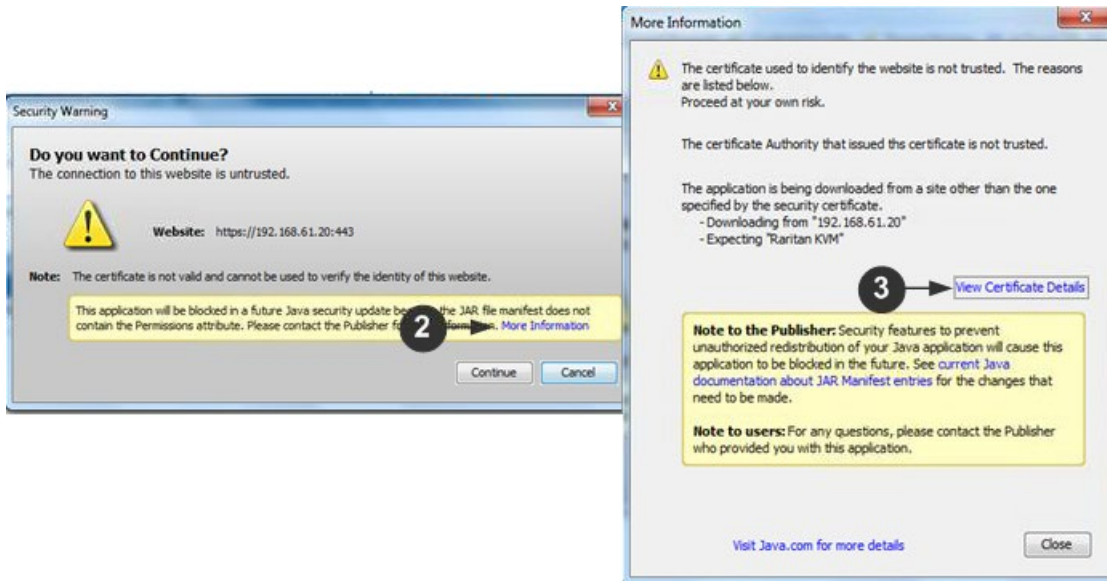 Security Warning
Do you want to Continue?
The connection to this website is untrusted.
Website: https://192.168.61.20:443
Note: The certificate is not valid and cannot be used to verify the identity of this website.
This application will be blocked in a future Java security update the JAR file manifest does not
contain the Permissions attribute. Please contact the Publisher More Information
2
Continue
Cancel
More Information
The certificate used to identify the website is not trusted. The reasons
are listed below.
Proceed at your own risk.
The certificate Authority that issued ths certificate is not trusted.
The application is being downloaded from a site other than the one
specified by the security certificate.
- Downloading from "192.168.61.20"
- Expecting "Raritan KVM"
3
View Certificate Details
Note to the Publisher: Security features to prevent
unauthorized redistribution of your Java application will cause this
application to be blocked in the future. See current Java
documentation about JAR Manifest entries for the changes that
need to be made.
Note to users: For any questions, please contact the Publisher
who provided you with this application.
Visit Java.com for more details
Close